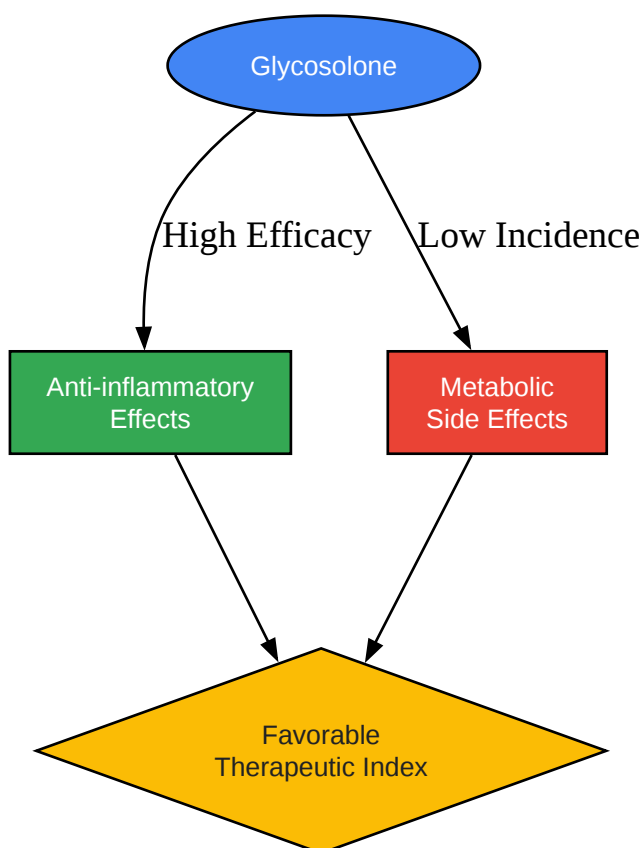 Glycosolone
High Efficacy
Low Incidence
Anti-inflammatory
Effects
Metabolic
Side Effects
Favorable
Therapeutic Index